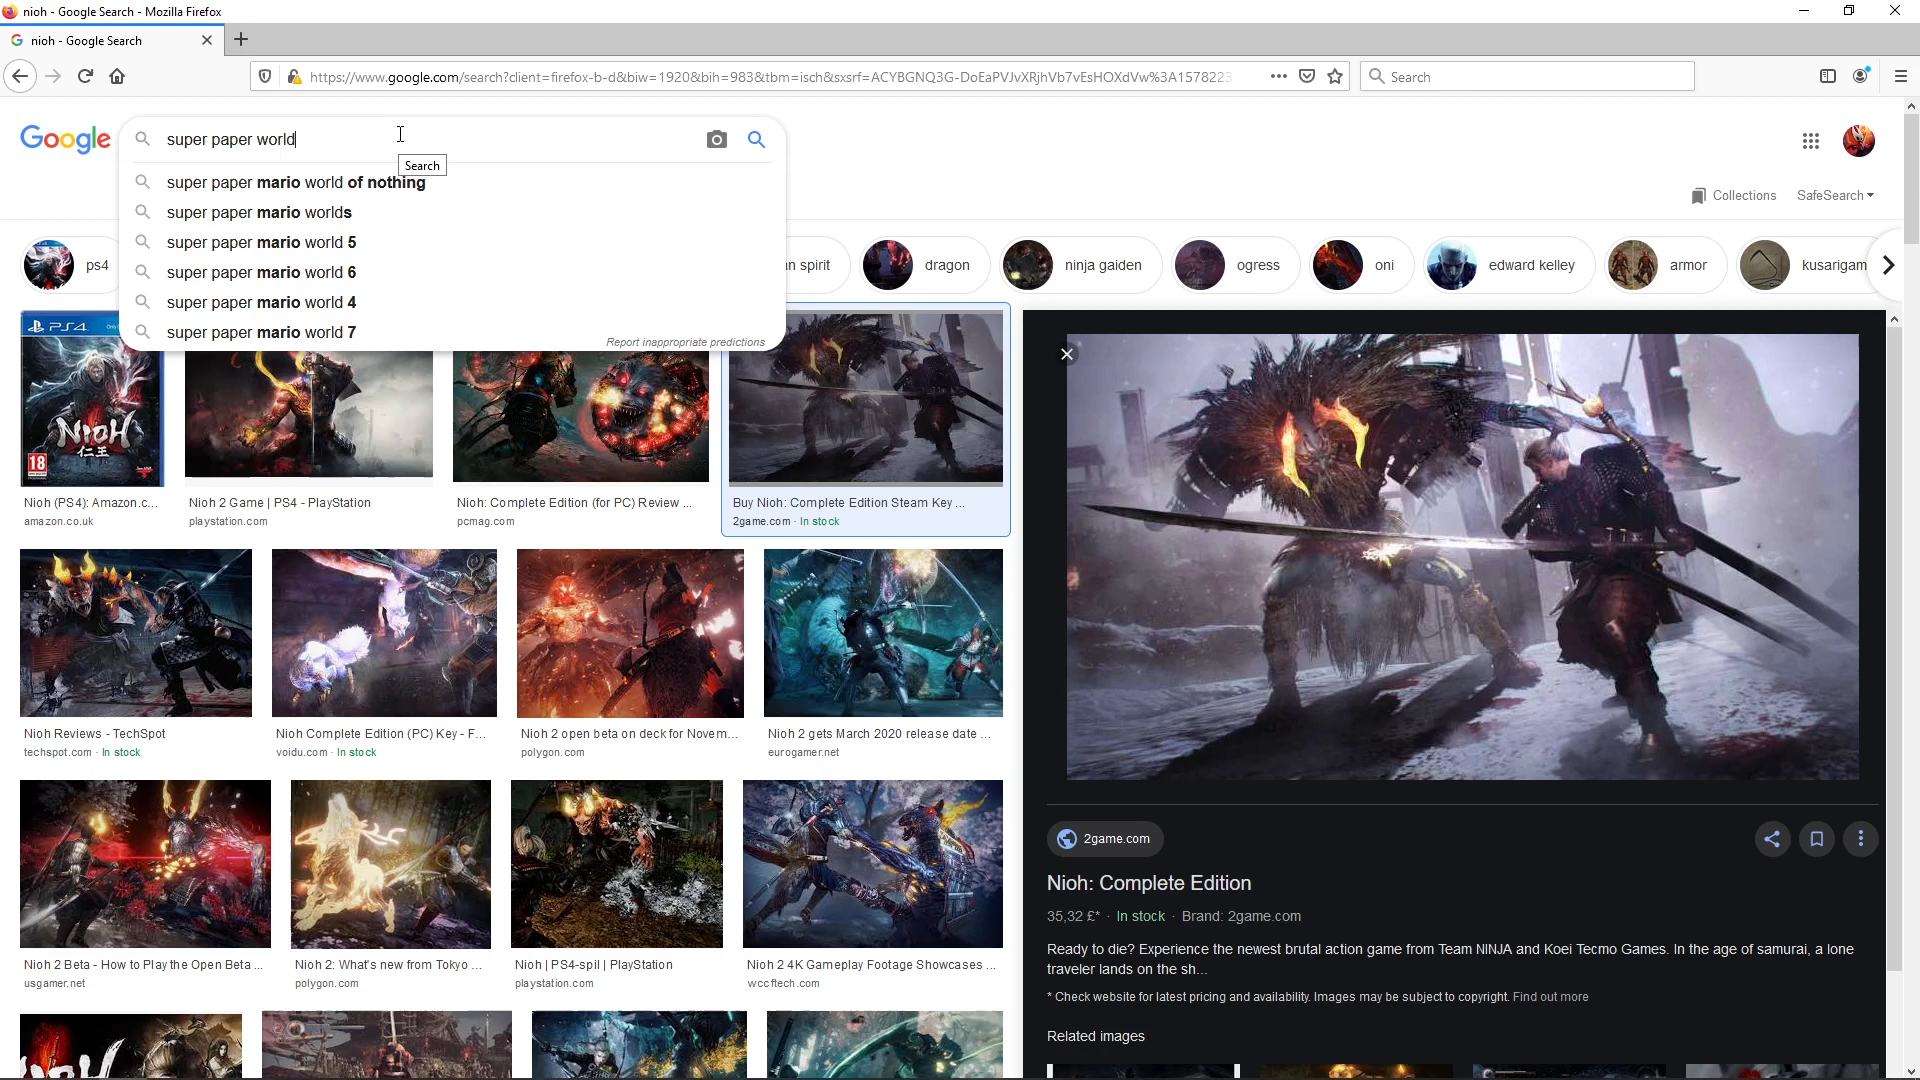 nioh - Google Search - Mozilla Firefox
nioh - Google Search
https://www.google.com/search?client=firefox-b-d&biw=1920&bih=983&tbm=isch&sxsrf=ACYBGNQ3G-DoEaPVJvXRjhVb7vEsHOXdVw%3A1578223
Search
Google
super paper world
Search
super paper mario world of nothing
super paper mario worlds
super paper mario world 5
super paper mario world 6
super paper mario world 4
super paper mario world 7
Report inappropriate predictions
Collections
SafeSearch
ps4
n spirit
dragon
ninja gaiden
ogress
oni
edward kelley
armor
kusarigam
PS4
NIOH
仁王
18
Nioh (PS4): Amazon.c...
amazon.co.uk
Nioh 2 Game | PS4 - PlayStation
playstation.com
Nioh: Complete Edition (for PC) Review ...
pcmag.com
Buy Nioh: Complete Edition Steam Key ...
2game.com · In stock
Nioh Reviews - TechSpot
techspot.com · In stock
Nioh Complete Edition (PC) Key - F...
voidu.com · In stock
Nioh 2 open beta on deck for Novem...
polygon.com
Nioh 2 gets March 2020 release date ...
eurogamer.net
Nioh 2 Beta - How to Play the Open Beta ...
usgamer.net
Nioh 2: What's new from Tokyo ...
polygon.com
Nioh | PS4-spil | PlayStation
playstation.com
Nioh 2 4K Gameplay Footage Showcases ...
wccftech.com
2game.com
Nioh: Complete Edition
35,32 £* · In stock · Brand: 2game.com
Ready to die? Experience the newest brutal action game from Team NINJA and Koei Tecmo Games. In the age of samurai, a lone
traveler lands on the sh...
* Check website for latest pricing and availability. Images may be subject to copyright. Find out more
Related images